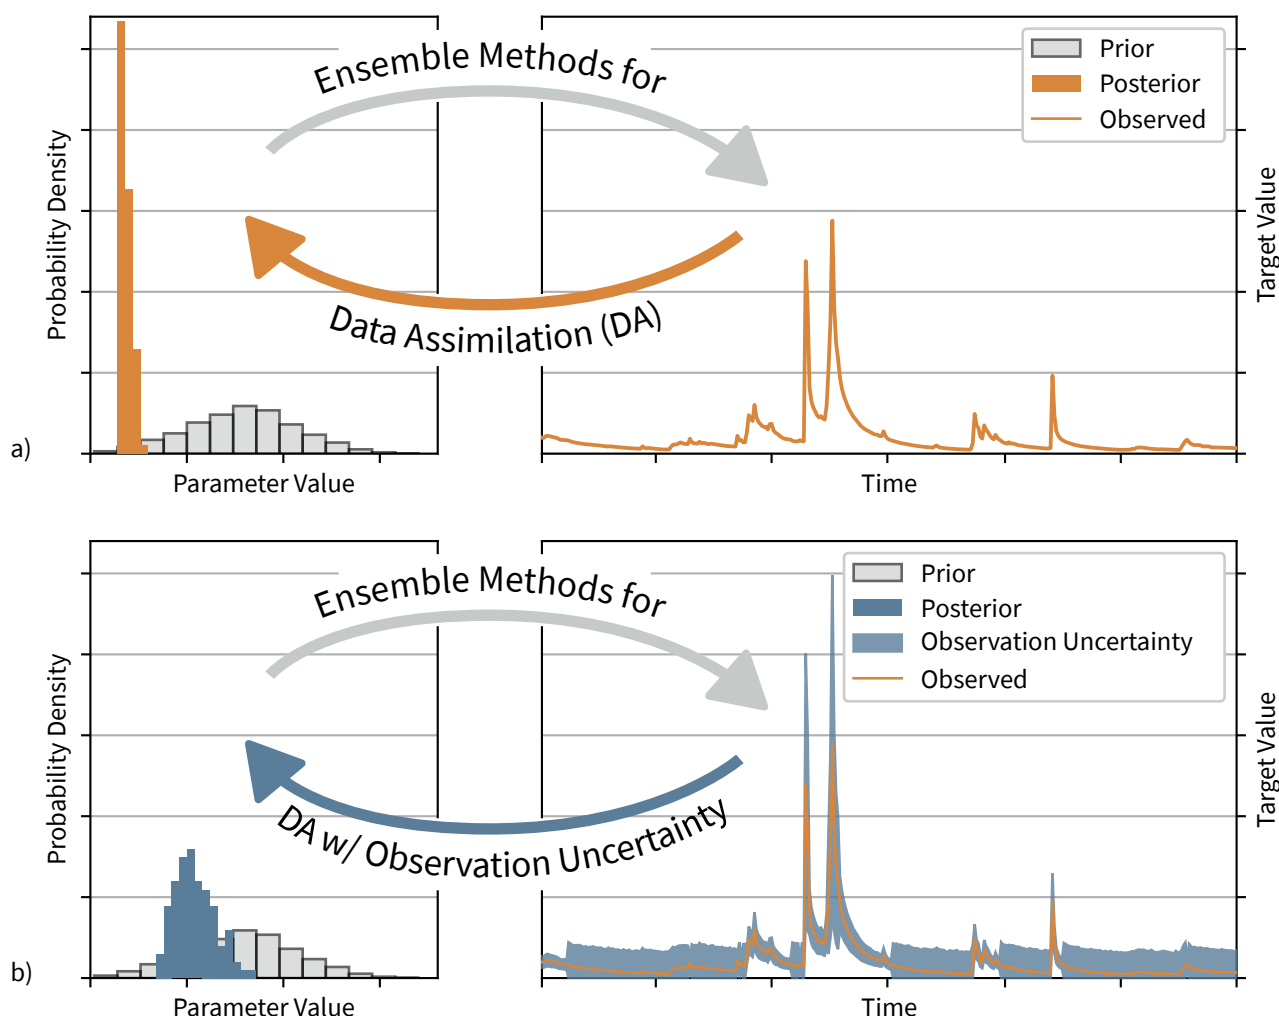 Ensemble Methods for
Prior
Posterior
Observed
Probability Density
Target Value
Data Assimilation (DA)
a)
Parameter Value
Time
Ensemble Methods for
Prior
Posterior
Observation Uncertainty
Observed
Probability Density
Target Value
DA w/ Observation Uncertainty
b)
Parameter Value
Time